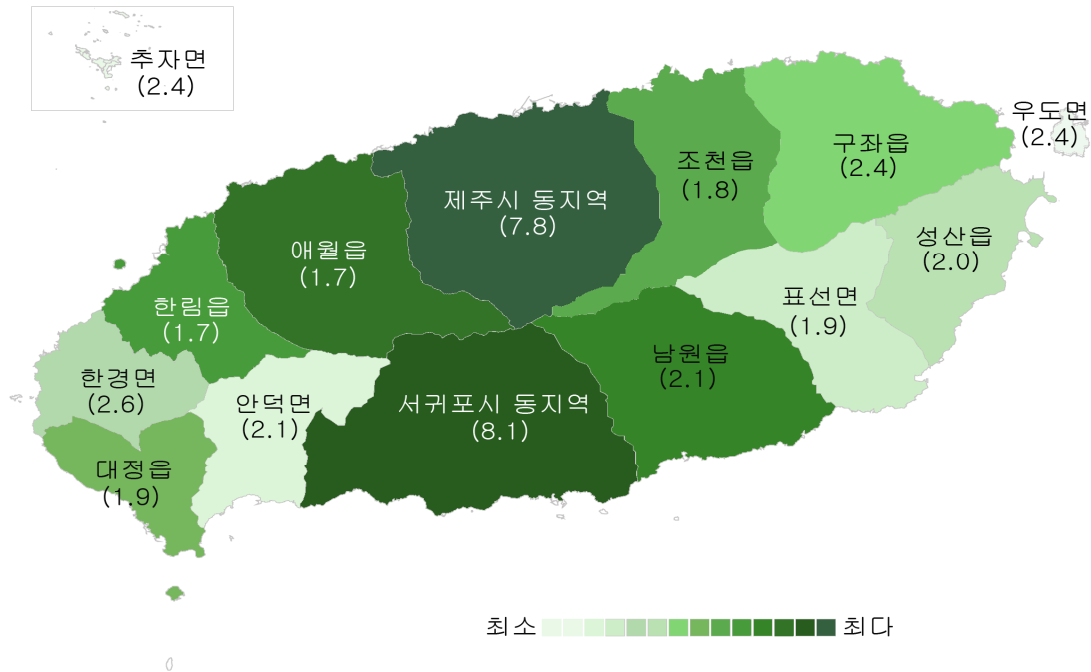 추자면
(2.4)
우도면
(2.4)
구좌읍
(2.4)
조천읍
(1.8)
제주시 동지역
(7.8)
성산읍
(2.0)
애월읍
(1.7)
표선면
(1.9)
한림읍
(1.7)
남원읍
(2.1)
한경면
(2.6)
안덕면
(2.1)
서귀포시 동지역
(8.1)
대정읍
(1.9)
최소 최다